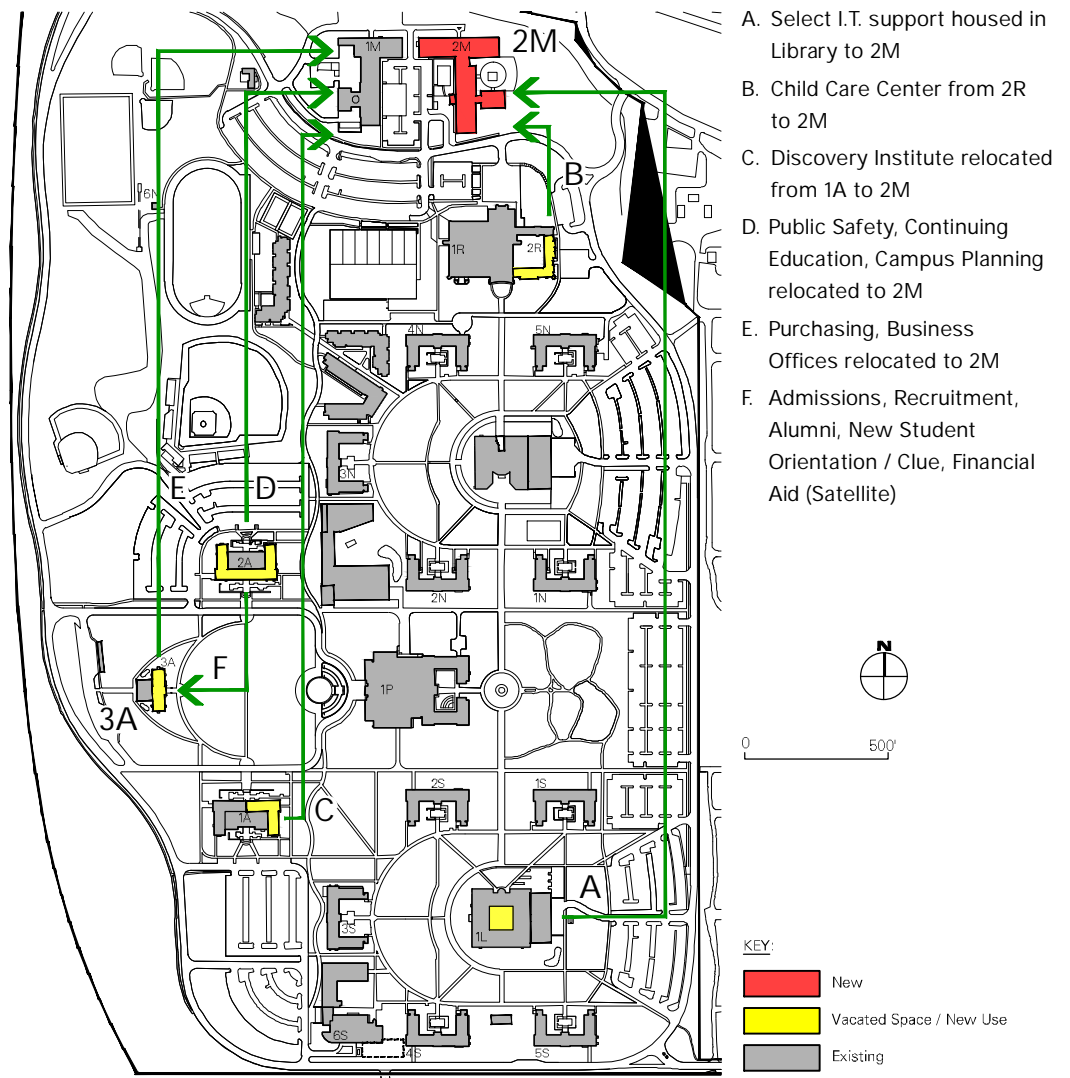 A. Select I.T. support housed in
Library to 2M
B. Child Care Center from 2R
to 2M
C. Discovery Institute relocated
from 1A to 2M
D. Public Safety, Continuing
Education, Campus Planning
relocated to 2M
E. Purchasing, Business
Offices relocated to 2M
F. Admissions, Recruitment,
Alumni, New Student
Orientation / Clue, Financial
Aid (Satellite)
1M
2M
2M
B
6N
1R
2R
4N
5N
3N
E
D
2A
2N
1N
3A
F
3A
1P
N
0 500'
2S
1S
1A
C
A
3S
1L
6S
4S
5S
KEY:
New
Vacated Space / New Use
Existing